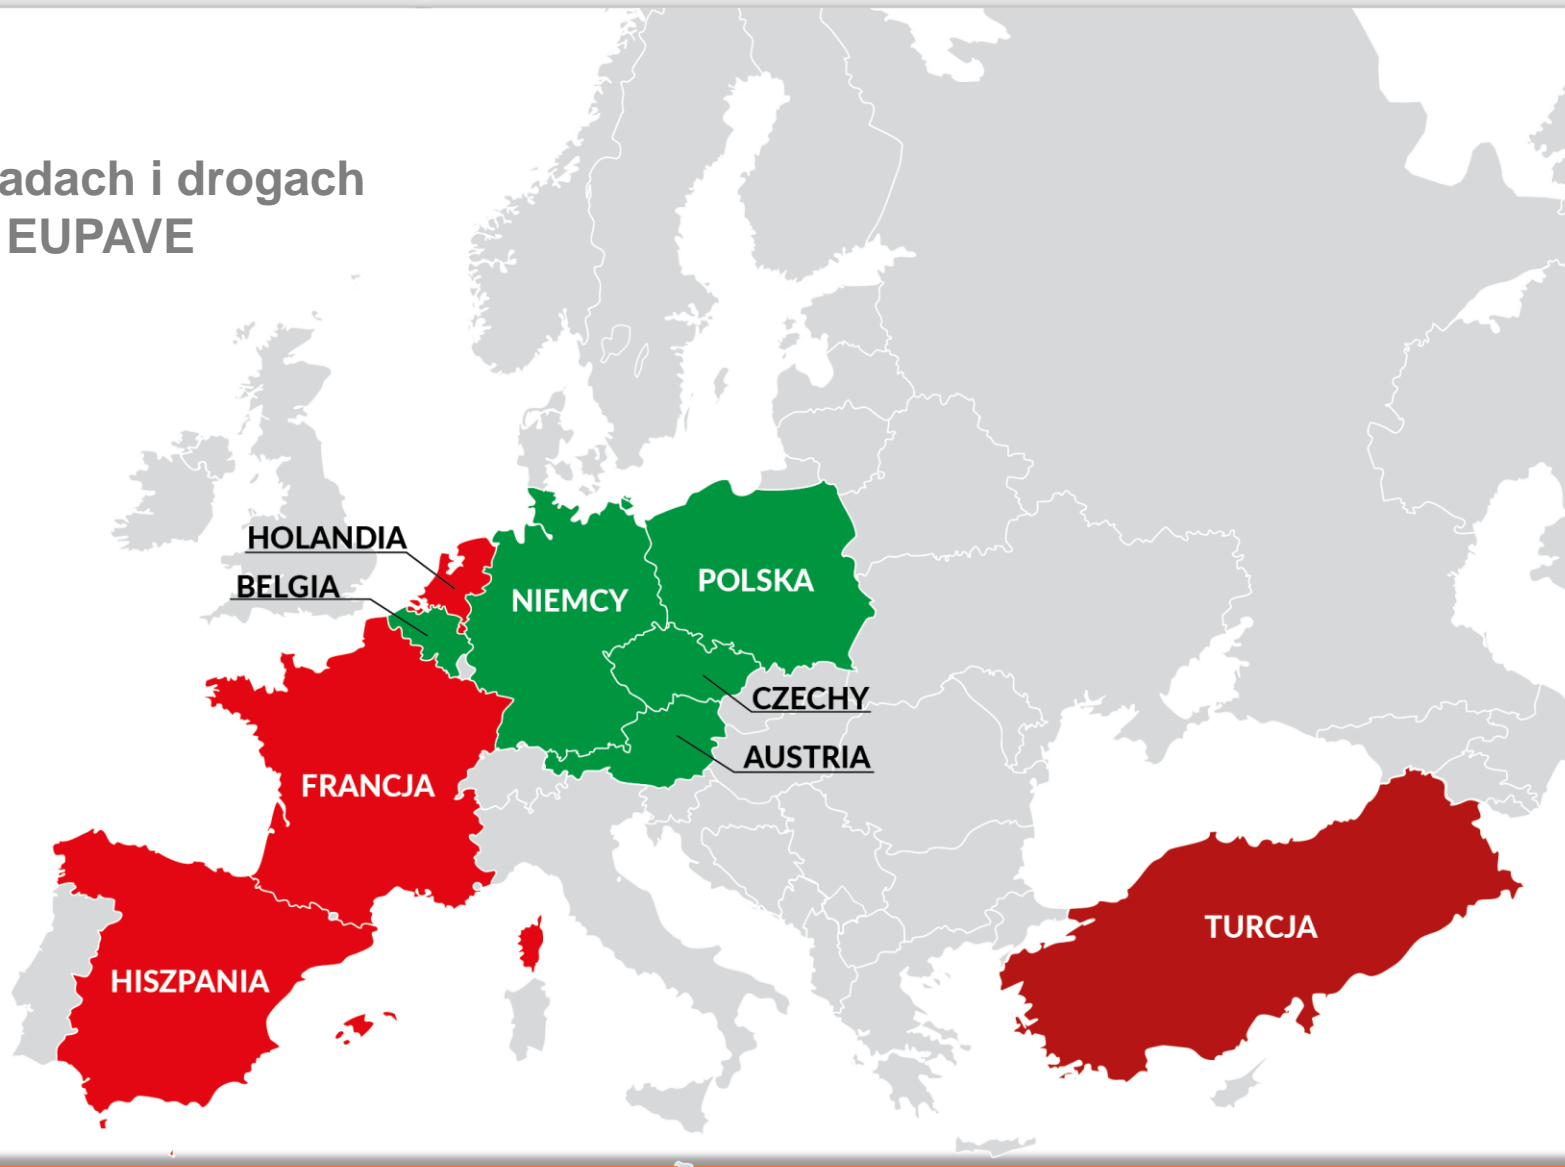 adach i drogach
EUPAVE
HOLANDIA
BELGIA
NIEMCY
POLSKA
CZECHY
AUSTRIA
FRANCJA
TURCJA
HISZPANIA